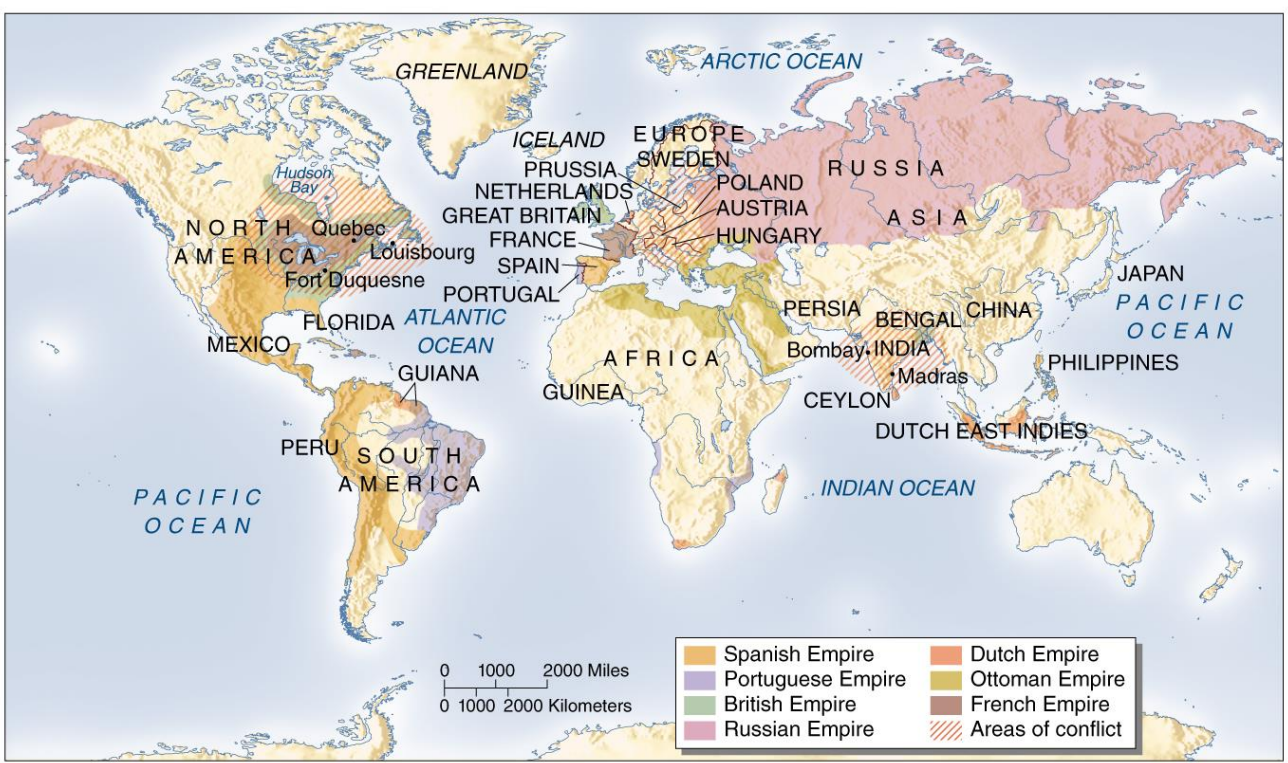 GREENLAND
ARCTIC OCEAN
ICELAND
EUROPE
SWEDEN
PRUSSIA
RUSSIA
Hudson
Bay
NETHERLANDS
POLAND
GREAT BRITAIN
AUSTRIA
ASIA
NORTH
AMERICA
Quebec
FRANCE
HUNGARY
Louisbourg
SPAIN
Fort Duquesne
JAPAN
PORTUGAL
PERSIA
CHINA
PACIFIC
OCEAN
FLORIDA
ATLANTIC
OCEAN
BENGAL
MEXICO
Bombay
INDIA
AFRICA
PHILIPPINES
GUIANA
Madras
GUINEA
CEYLON
DUTCH EAST INDIES
PERU
SOUTH
AMERICA
PACIFIC
OCEAN
INDIAN OCEAN
0 1000 2000 Miles
0 1000 2000 Kilometers
Spanish Empire
Portuguese Empire
British Empire
Russian Empire
Dutch Empire
Ottoman Empire
French Empire
Areas of conflict